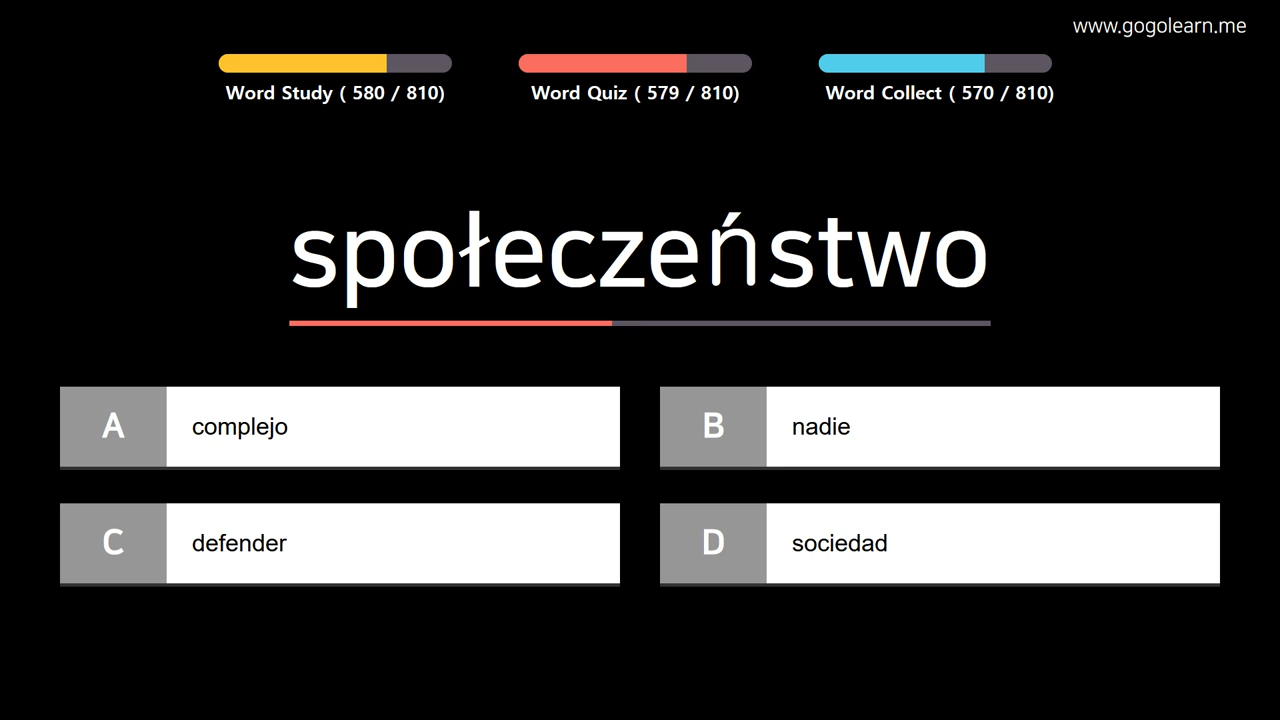 www.gogolearn.me
Word Study ( 580 / 810)
Word Quiz ( 579 / 810)
Word Collect ( 570 / 810)
społeczeństwo
A complejo
B nadie
C defender
D sociedad